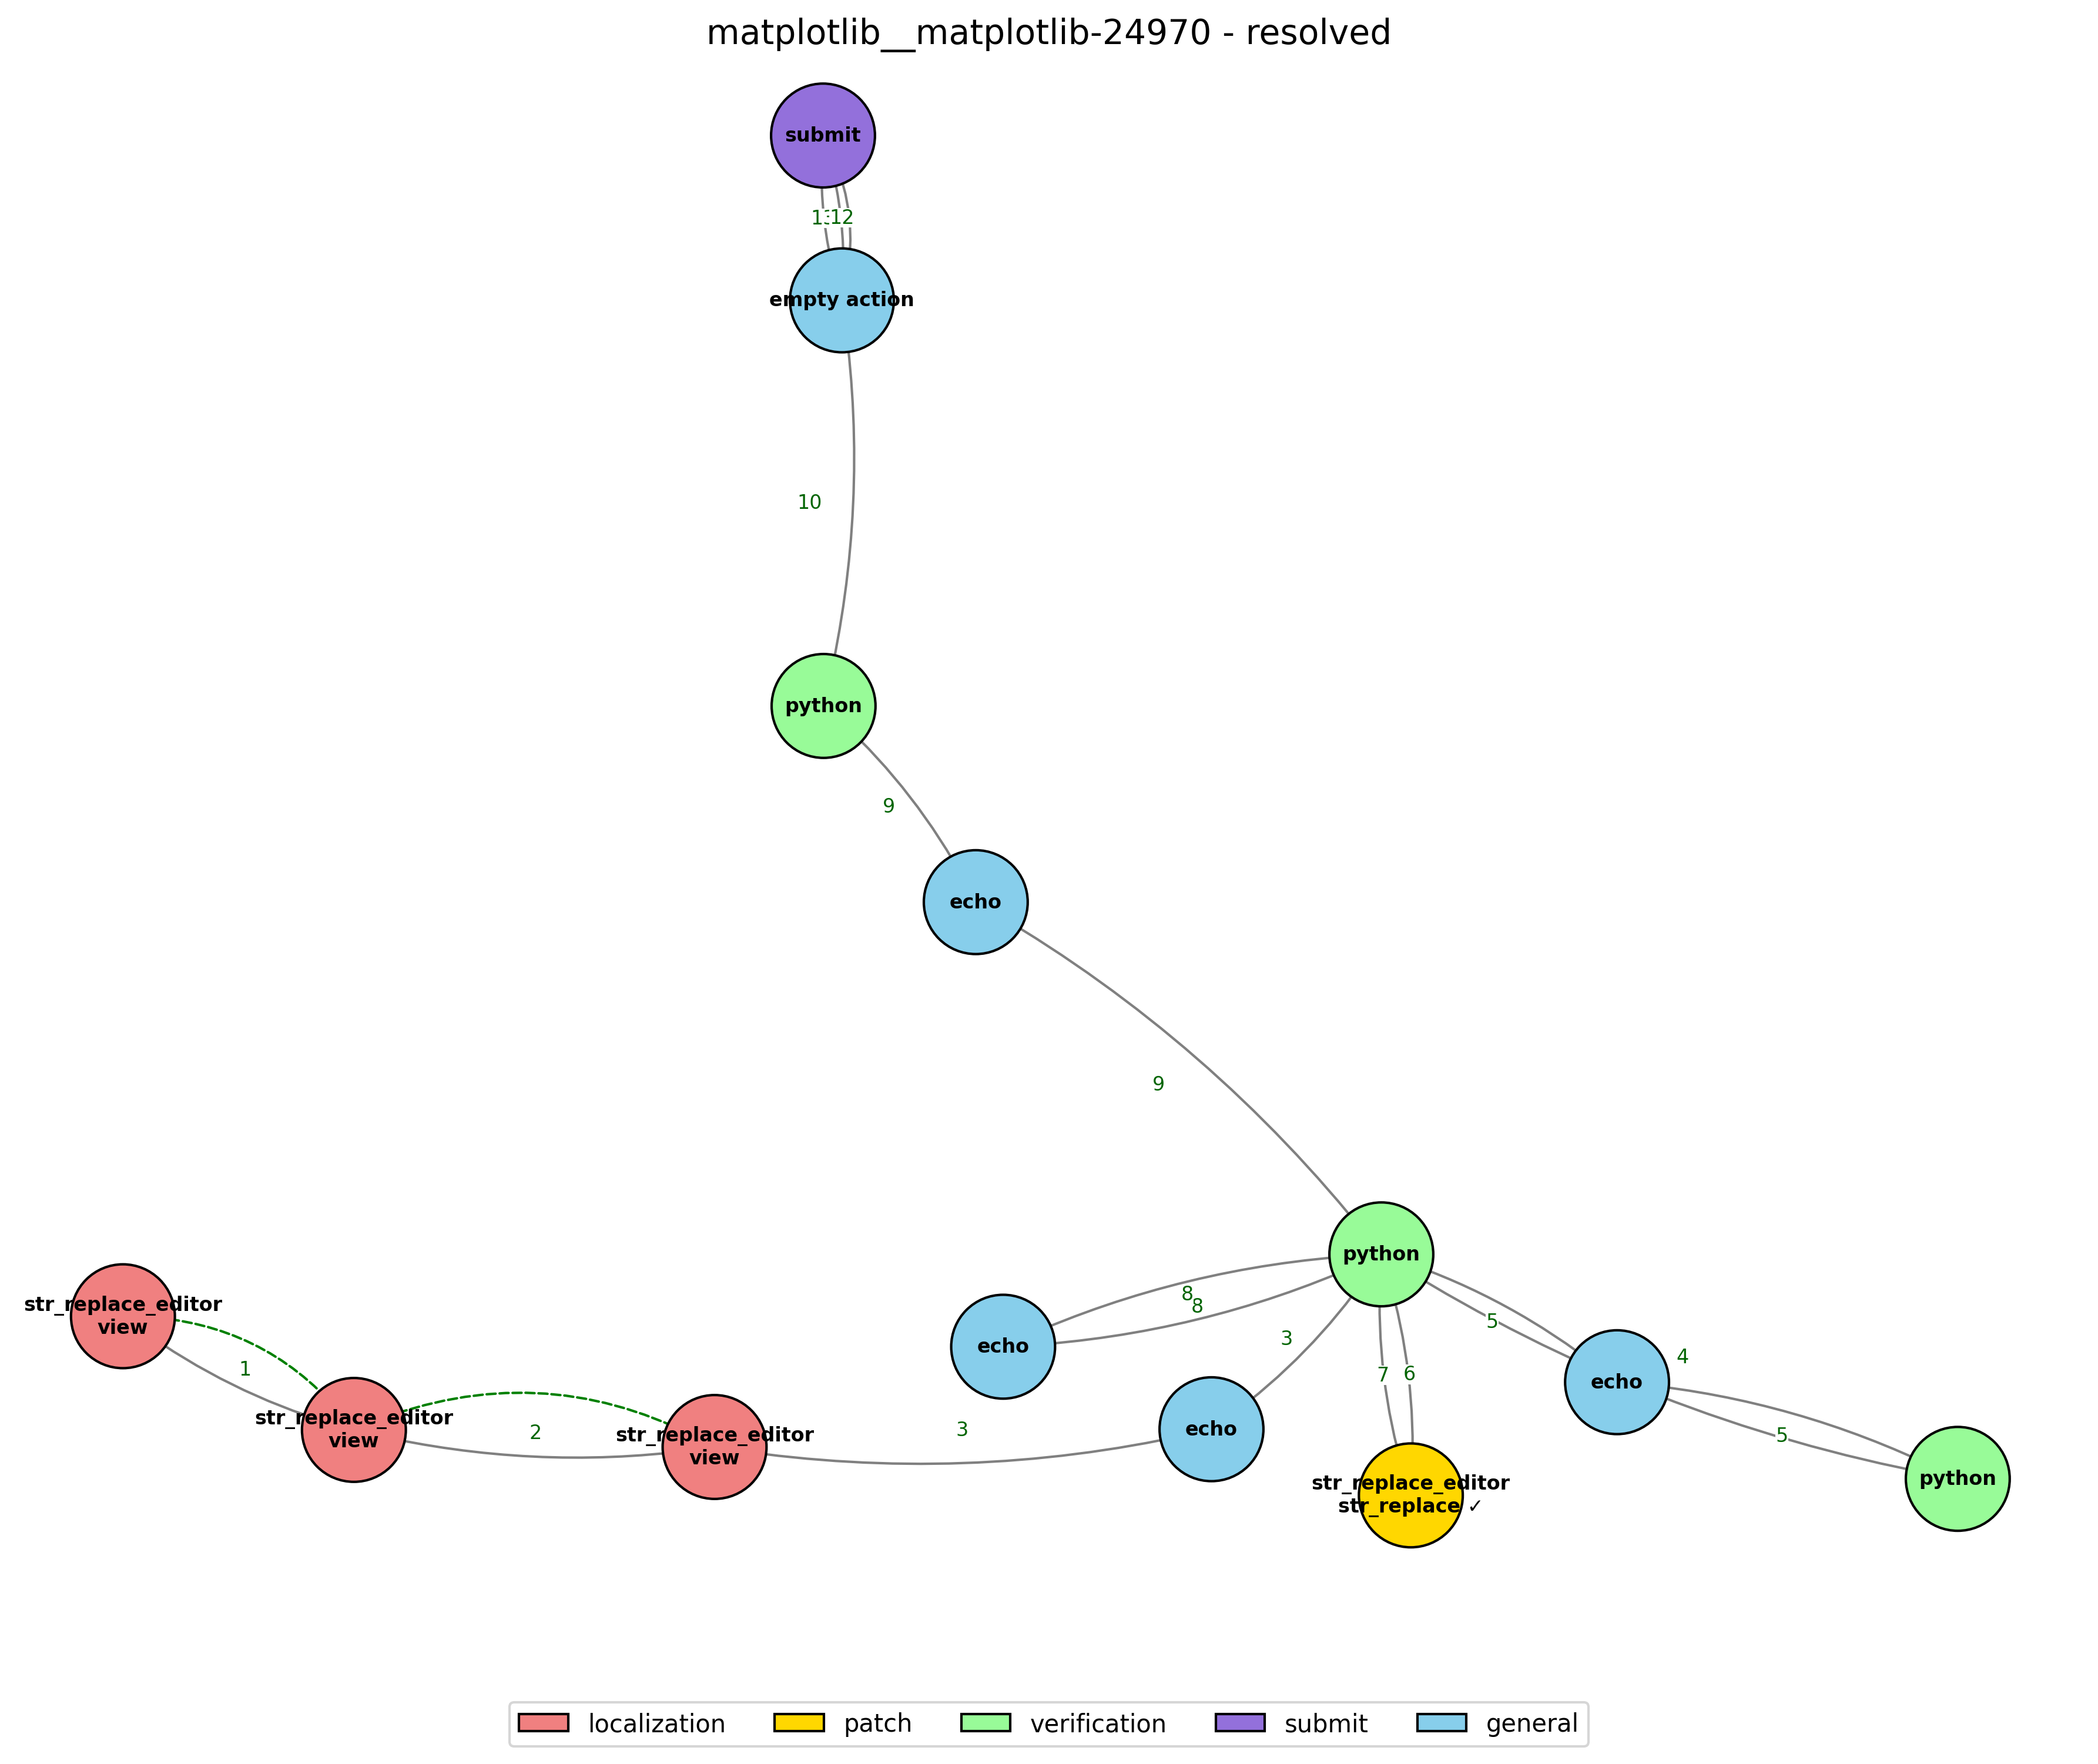 matplotlib__matplotlib-24970 - resolved
submit
12
empty action
10
python
9
echo
9
python
8
8
3
5
7
6
4
5
echo
echo
echo
python
str_replace_editor
view
1
str_replace_editor
view
2
str_replace_editor
view
3
str_replace_editor
str_replace ✓
localization
patch
verification
submit
general